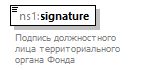 ns1:signature
Подпись должностного
лица территориального
органа Фонда